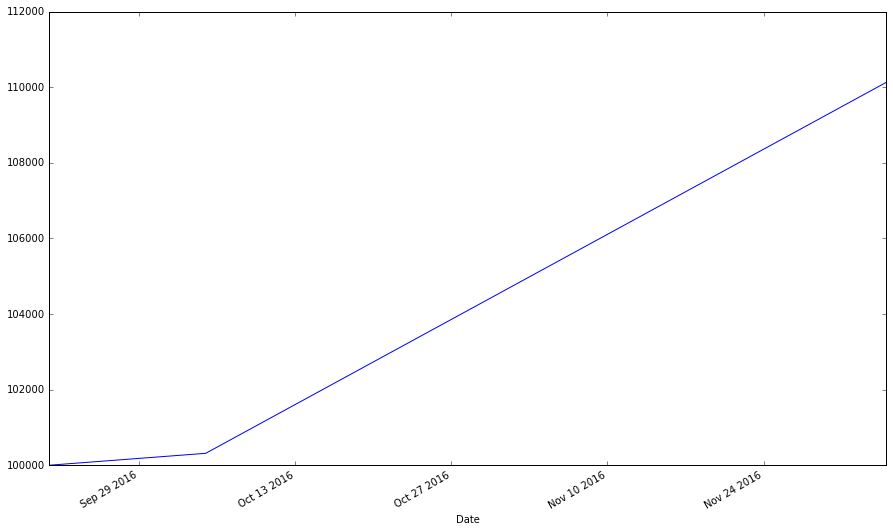 112000
110000
108000
106000
104000
102000
100000
Sep 29 2016
Oct 13 2016
Oct 27 2016
Nov 10 2016
Nov 24 2016
Date